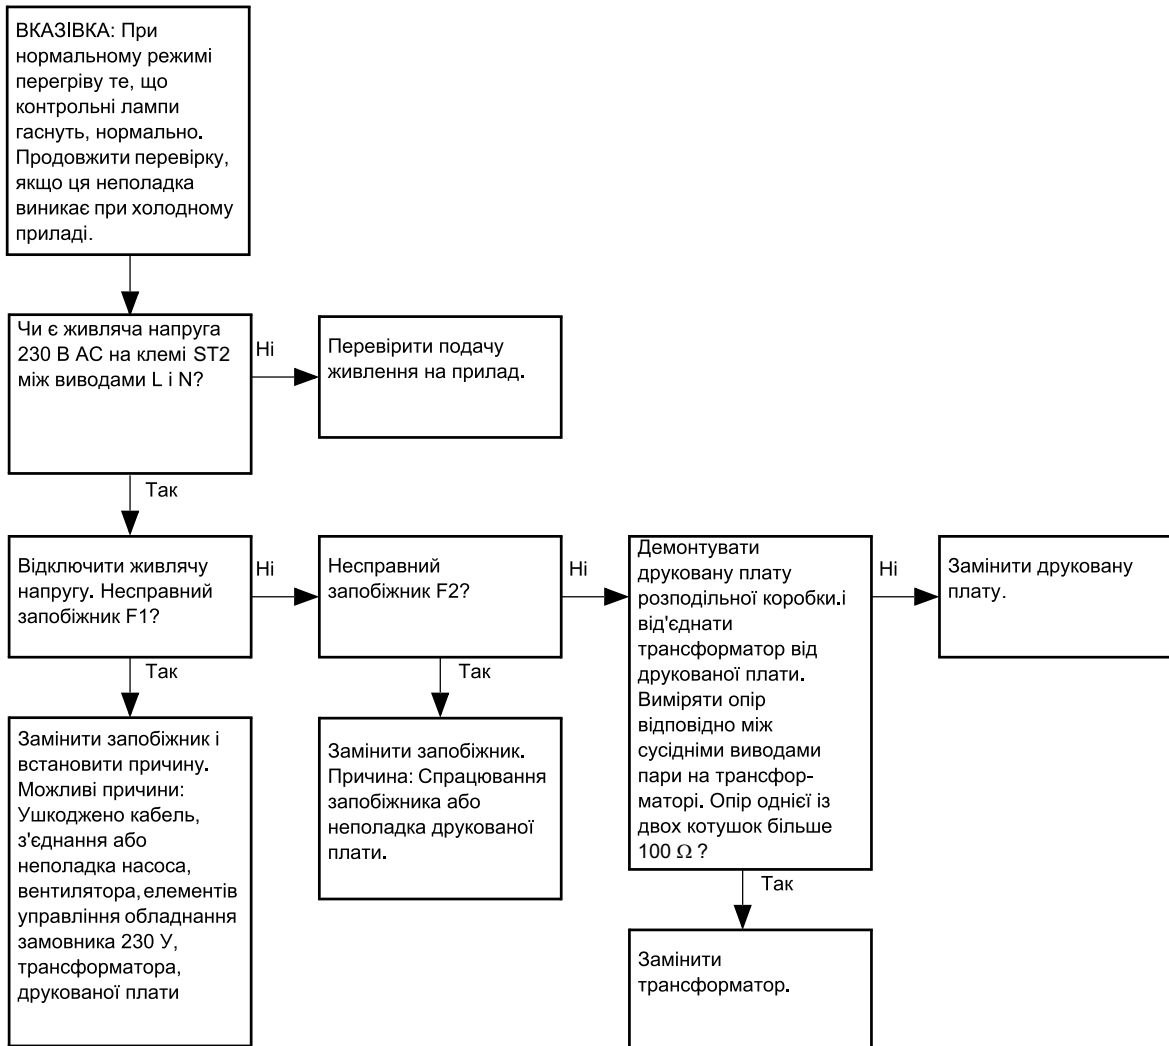 ВКАЗІВКА: При
нормальному режимі
перегріву те, що
контрольні лампи
гаснуть, нормально.
Продовжити перевірку,
якщо ця неполадка
виникає при холодному
приладі.
Чи є живляча напруга
230 В AC на клемі ST2
між виводами L і N?
Ні
Перевірити подачу
живлення на прилад.
Так
Відключити живлячу
напругу. Несправний
запобіжник F1?
Ні
Несправний
запобіжник F2?
Ні
Демонтувати
друковану плату
розподільної коробки.і
від'єднати
трансформатор від
друкованої плати.
Виміряти опір
відповідно між
сусідніми виводами
пари на трансфор-
маторі. Опір однієї із
двох котушок більше
100 Ω ?
Ні
Замінити друковану
плату.
Так
Замінити запобіжник і
встановити причину.
Можливі причини:
Ушкоджено кабель,
з'єднання або
неполадка насоса,
вентилятора, елементів
управління обладнання
замовника 230 У,
трансформатора,
друкованої плати
Так
Замінити запобіжник.
Причина: Спрацювання
запобіжника або
неполадка друкованої
плати.
Так
Замінити
трансформатор.